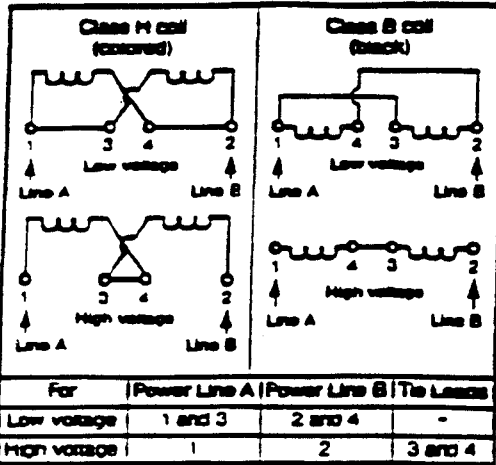 Class H coil
(colored)
1 3 4 2
Low voltage
Line A Line B
1 3 4 2
High voltage
Line A Line B
Class B coil
(black)
1 4 3 2
Low voltage
Line A Line B
1 4 3 2
High voltage
Line A Line B
For Power Line A Power Line B Tie Leads
Low voltage 1 and 3 2 and 4 -
High voltage 1 2 3 and 4